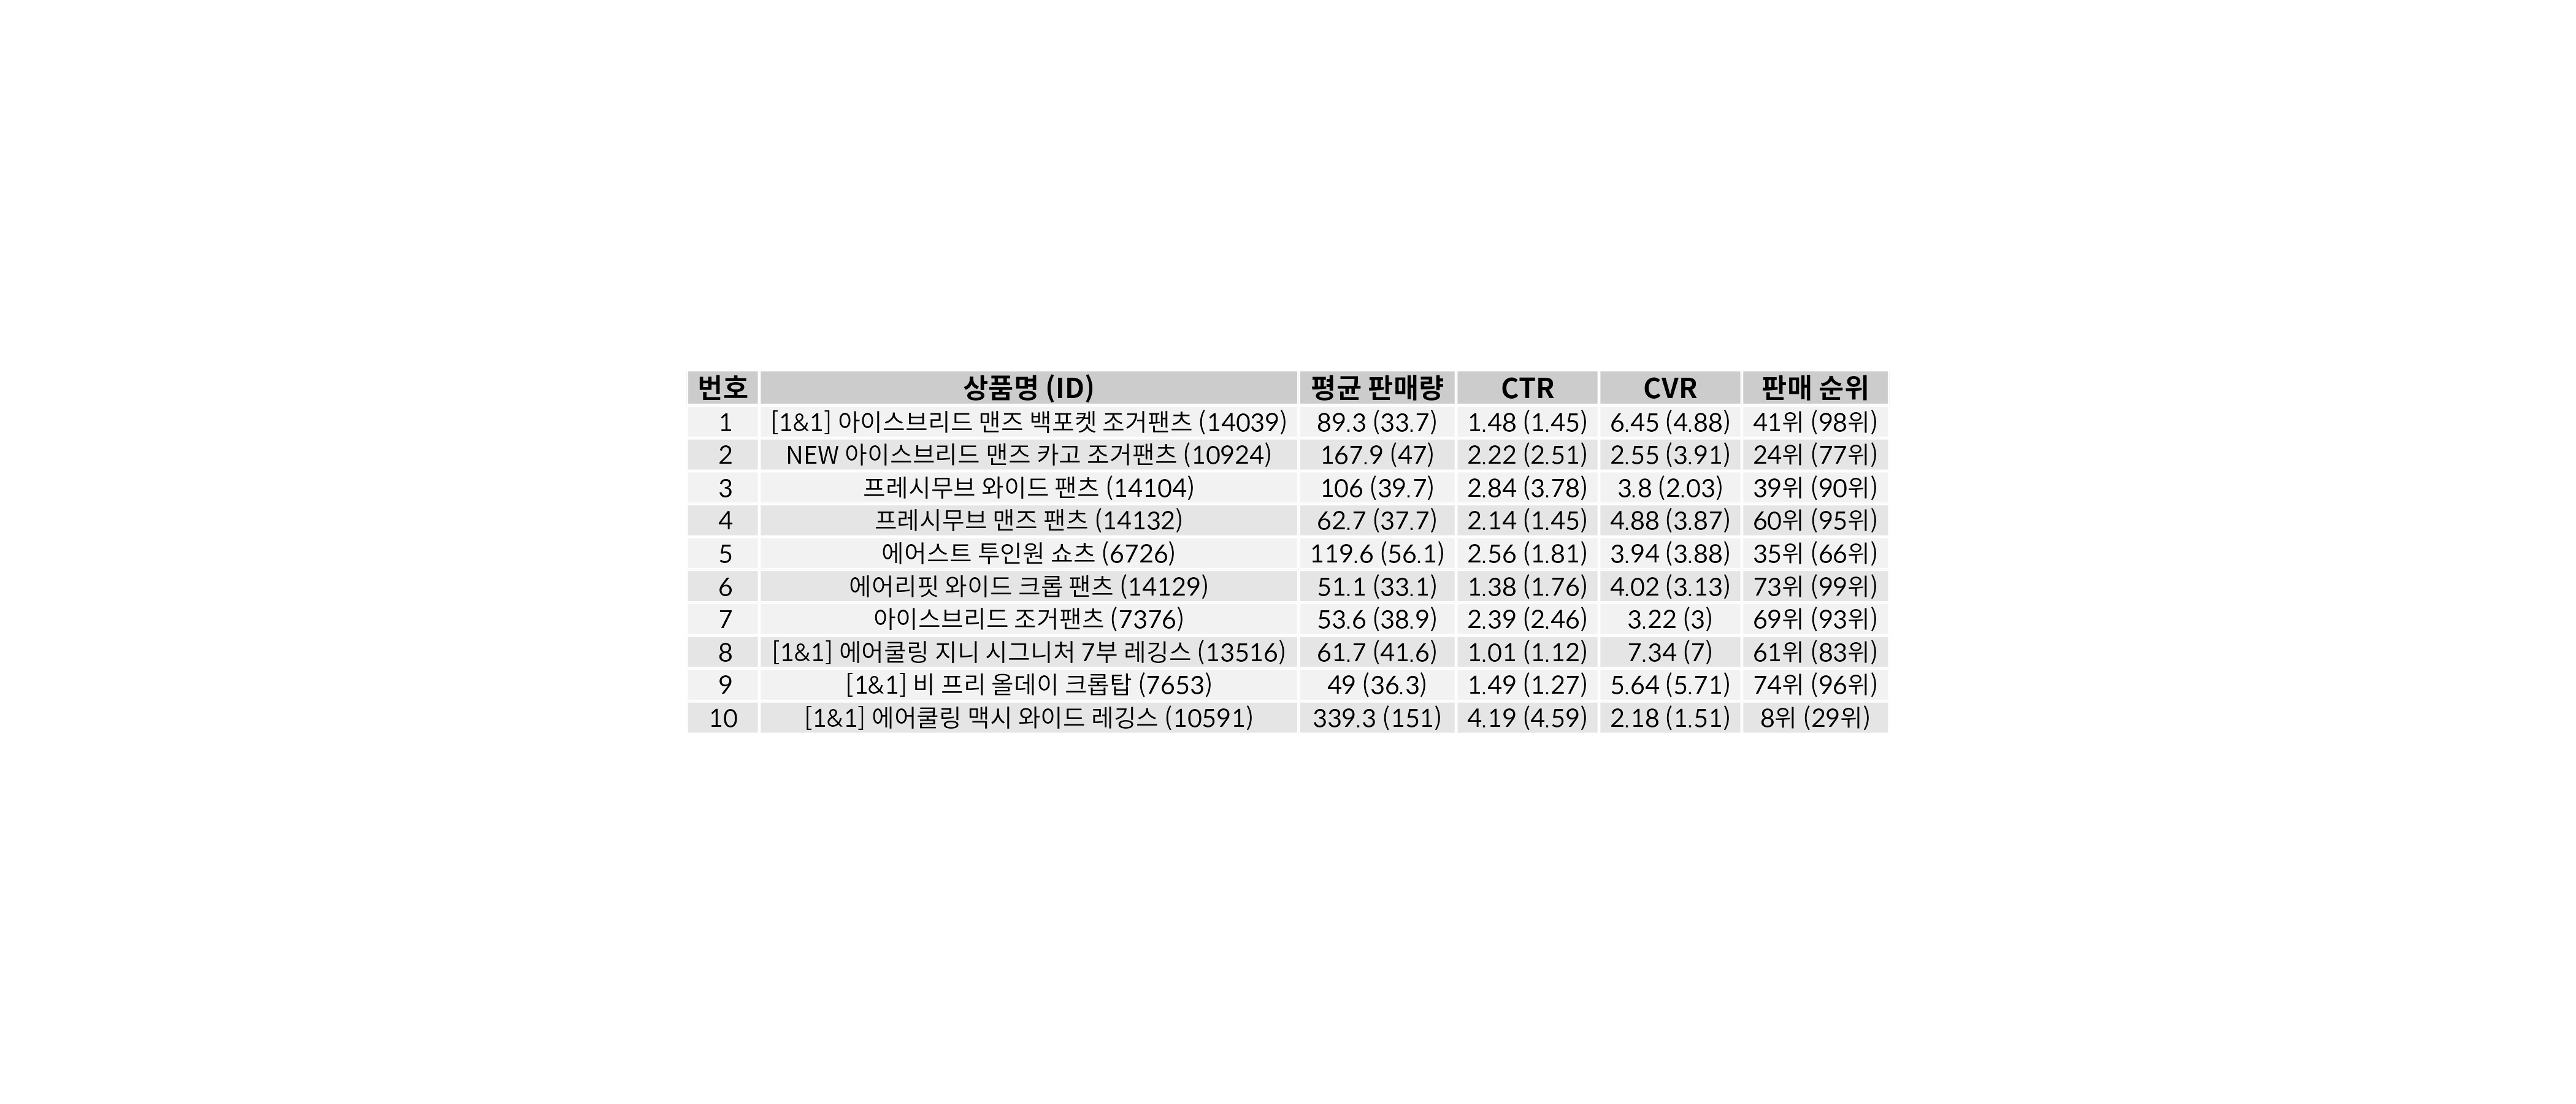 번호 상품명 (ID) 평균 판매량 CTR CVR 판매 순위
1 [1&1] 아이스브리드 맨즈 백포켓 조거팬츠 (14039) 89.3 (33.7) 1.48 (1.45) 6.45 (4.88) 41위 (98위)
2 NEW 아이스브리드 맨즈 카고 조거팬츠 (10924) 167.9 (47) 2.22 (2.51) 2.55 (3.91) 24위 (77위)
3 프레시무브 와이드 팬츠 (14104) 106 (39.7) 2.84 (3.78) 3.8 (2.03) 39위 (90위)
4 프레시무브 맨즈 팬츠 (14132) 62.7 (37.7) 2.14 (1.45) 4.88 (3.87) 60위 (95위)
5 에어스트 투인원 쇼츠 (6726) 119.6 (56.1) 2.56 (1.81) 3.94 (3.88) 35위 (66위)
6 에어리핏 와이드 크롭 팬츠 (14129) 51.1 (33.1) 1.38 (1.76) 4.02 (3.13) 73위 (99위)
7 아이스브리드 조거팬츠 (7376) 53.6 (38.9) 2.39 (2.46) 3.22 (3) 69위 (93위)
8 [1&1] 에어쿨링 지니 시그니처 7부 레깅스 (13516) 61.7 (41.6) 1.01 (1.12) 7.34 (7) 61위 (83위)
9 [1&1] 비 프리 올데이 크롭탑 (7653) 49 (36.3) 1.49 (1.27) 5.64 (5.71) 74위 (96위)
10 [1&1] 에어쿨링 맥시 와이드 레깅스 (10591) 339.3 (151) 4.19 (4.59) 2.18 (1.51) 8위 (29위)